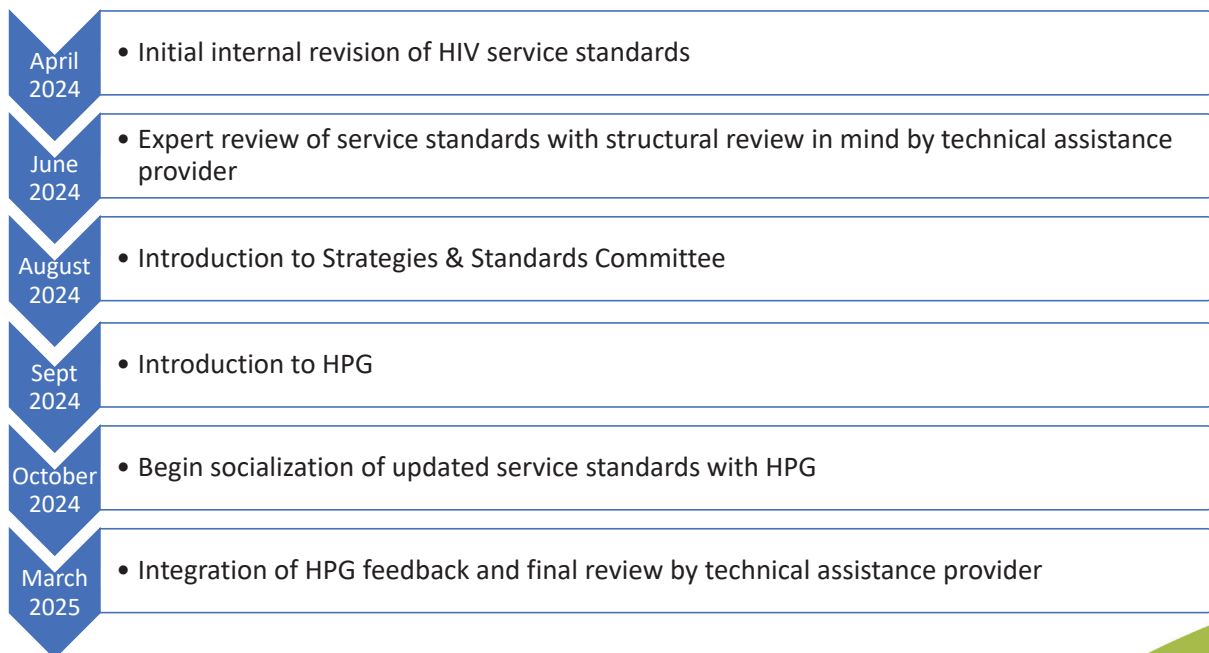 April
2024
• Initial internal revision of HIV service standards
June
2024
• Expert review of service standards with structural review in mind by technical assistance
provider
August
2024
• Introduction to Strategies & Standards Committee
Sept
2024
• Introduction to HPG
October
2024
• Begin socialization of updated service standards with HPG
March
2025
• Integration of HPG feedback and final review by technical assistance provider